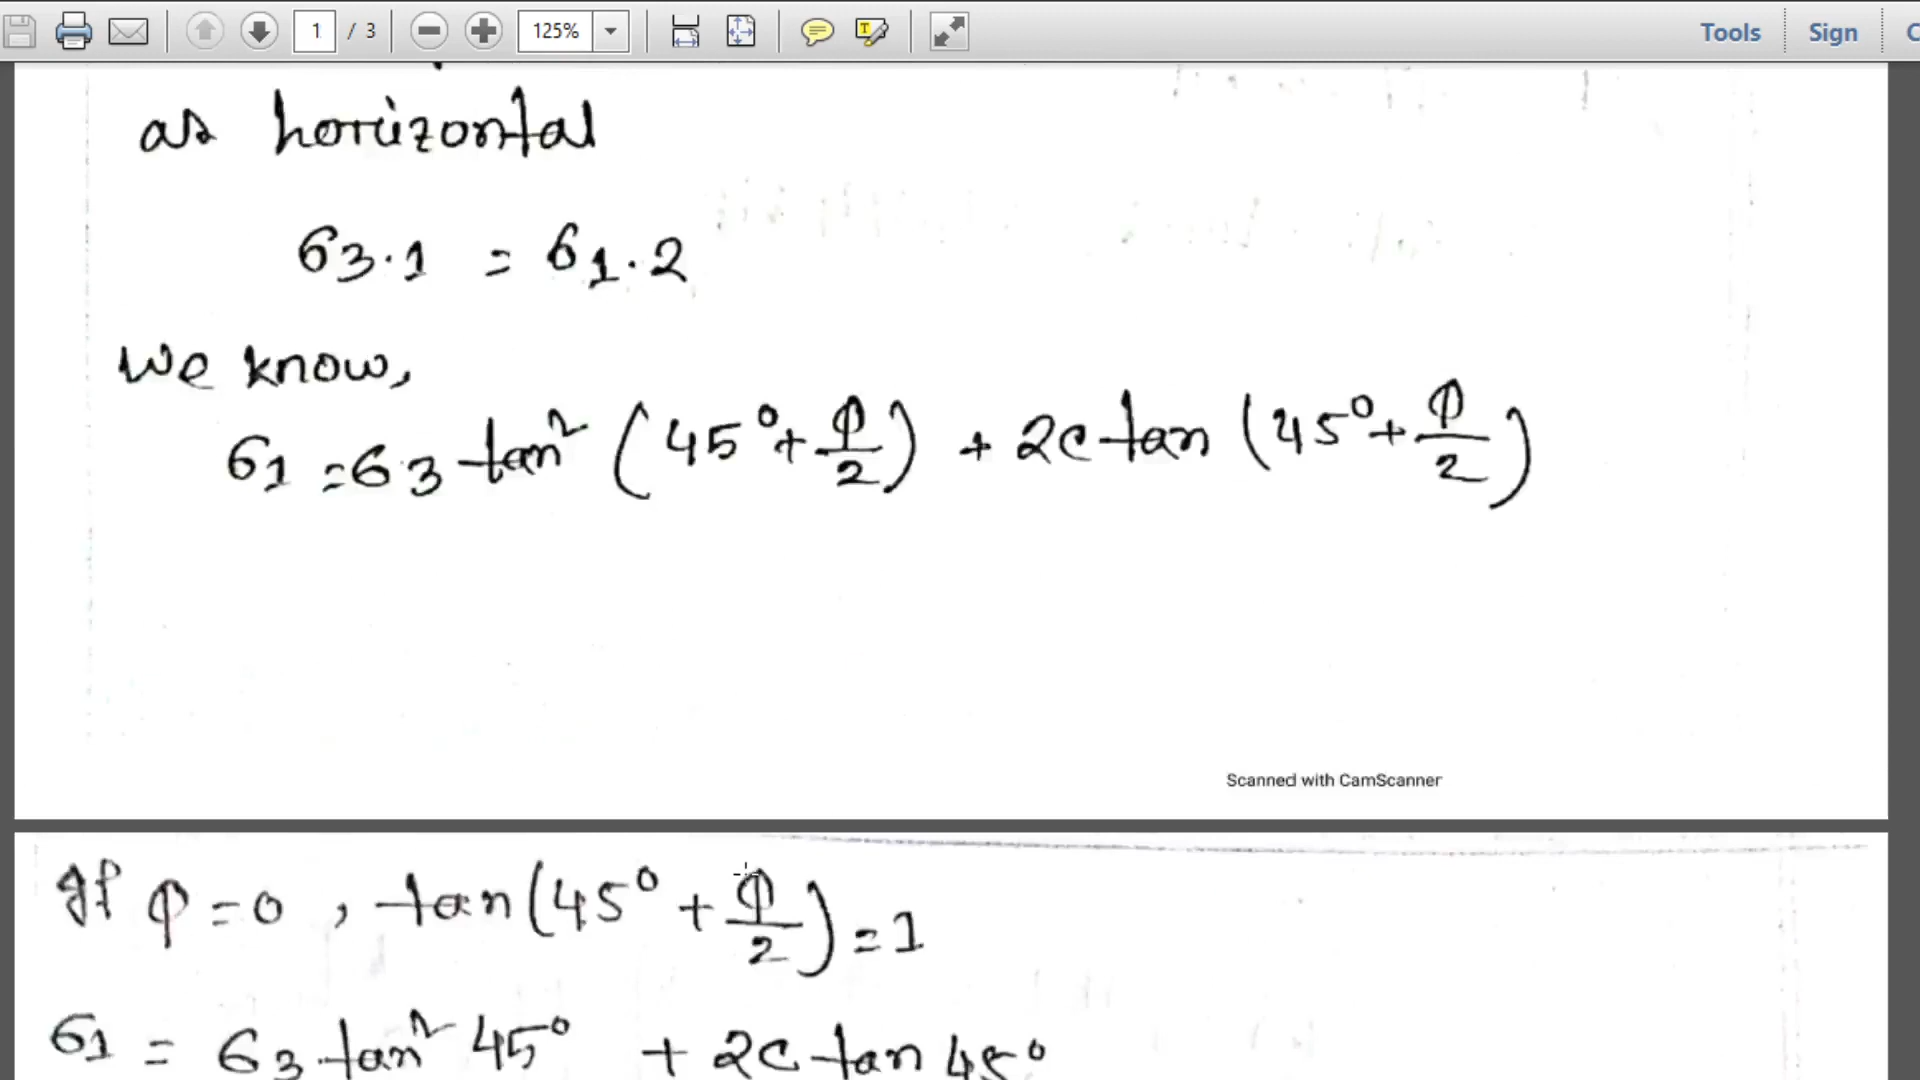 1 / 3 125% Tools Sign
as horizontal
σ3.1 = σ1.2
We know,
σ1 = σ3 tan² (45° + φ/2) + 2c tan (45° + φ/2)
Scanned with CamScanner
If φ = 0, tan(45° + φ/2) = 1
σ1 = σ3 tan² 45° + 2c tan 45°